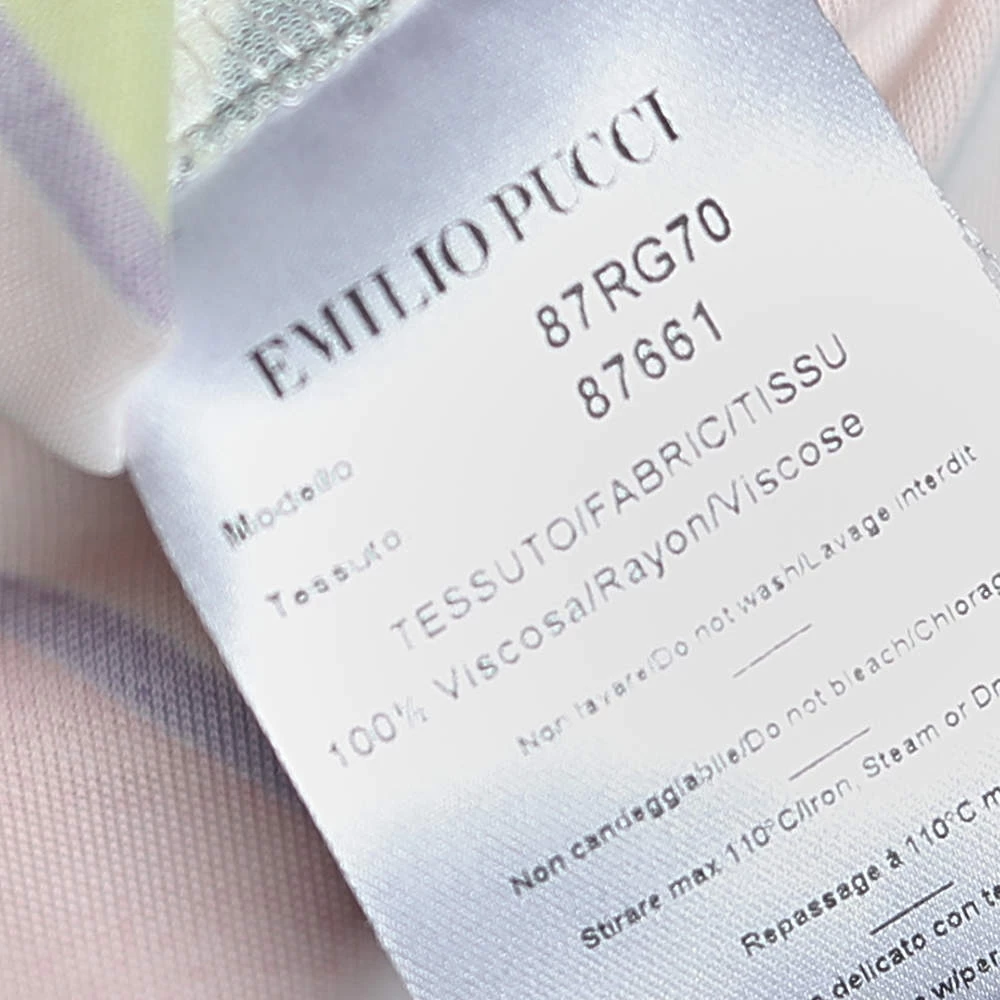 EMILIO PUCCI
Modello 87RG70
Tessuto 87661
TESSUTO/FABRIC/TISSU
100% Viscosa/Rayon/Viscose
Non lavare/Do not wash/Lavage interdit
Non candeggiabile/Do not bleach/Chlorag
Stirare max 110°C/Iron, Steam or Dr
Repassage à 110°C m
delicato con te
w/per